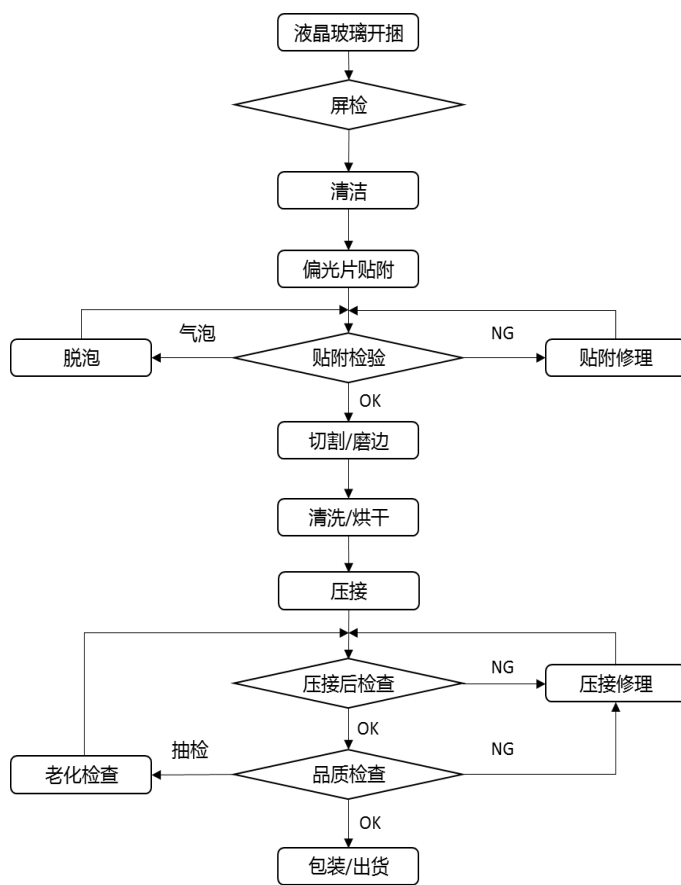 液晶玻璃开捆
屏检
清洁
偏光片贴附
气泡
NG
脱泡
贴附检验
贴附修理
OK
切割/磨边
清洗/烘干
压接
NG
压接后检查
压接修理
OK
抽检
NG
老化检查
品质检查
OK
包装/出货